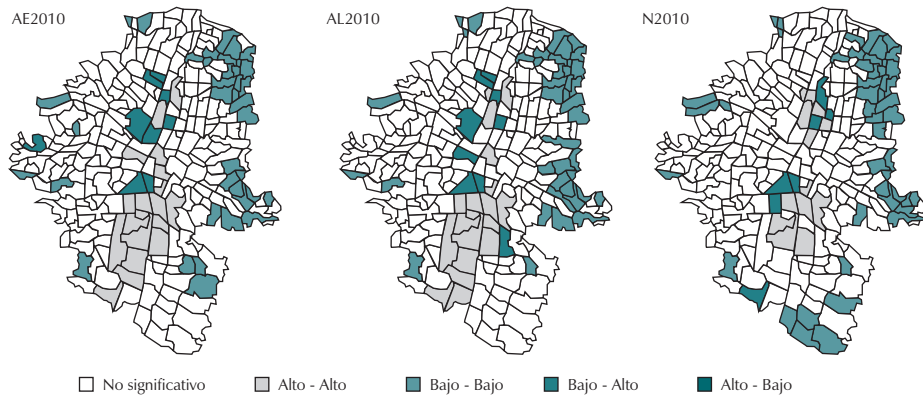 AE2010 AL2010 N2010
No significativo Alto - Alto Bajo - Bajo Bajo - Alto Alto - Bajo